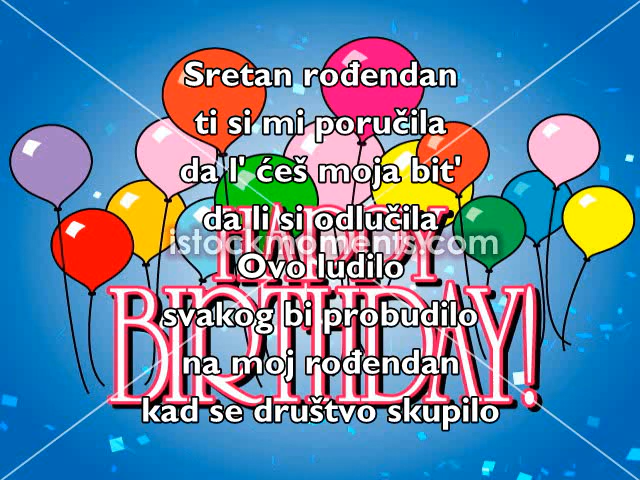 Sretan rođendan
ti si mi poručila
da l' ćeš moja bit'
da li si odlučila
HAPPY
istockmoments.com
Ovo ludilo
BIRTHDAY!
svakog bi probudilo
na moj rođendan
kad se društvo skupilo